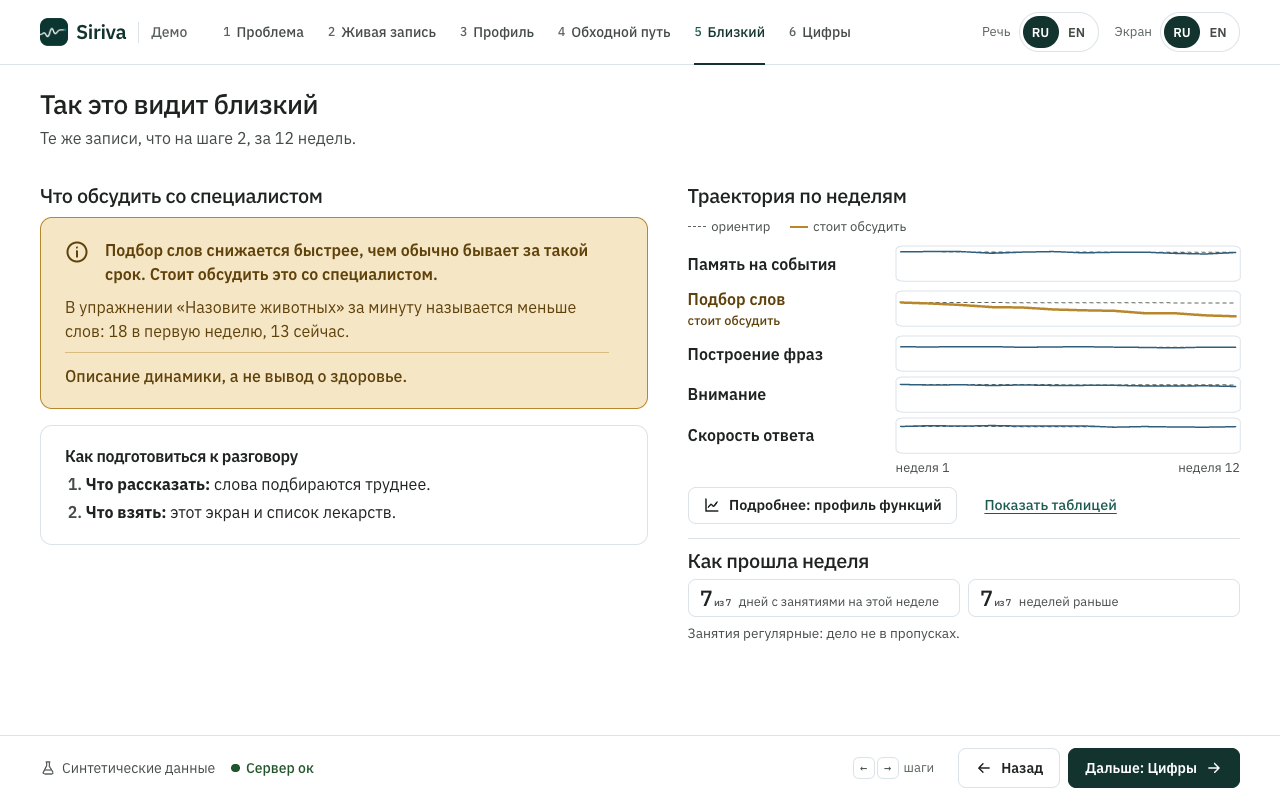 Siriva
Демо
1 Проблема
2 Живая запись
3 Профиль
4 Обходной путь
5 Близкий
6 Цифры
Речь
RU
EN
Экран
RU
EN
Так это видит близкий
Те же записи, что на шаге 2, за 12 недель.
Что обсудить со специалистом
Подбор слов снижается быстрее, чем обычно бывает за такой
срок. Стоит обсудить это со специалистом.
В упражнении «Назовите животных» за минуту называется меньше
слов: 18 в первую неделю, 13 сейчас.
Описание динамики, а не вывод о здоровье.
Как подготовиться к разговору
1. Что рассказать: слова подбираются труднее.
2. Что взять: этот экран и список лекарств.
Траектория по неделям
ориентир
стоит обсудить
Память на события
Подбор слов
стоит обсудить
Построение фраз
Внимание
Скорость ответа
неделя 1
неделя 12
Подробнее: профиль функций
Показать таблицей
Как прошла неделя
7 из 7 дней с занятиями на этой неделе
7 из 7 неделей раньше
Занятия регулярные: дело не в пропусках.
Синтетические данные
Сервер ок
← → шаги
← Назад
Дальше: Цифры →